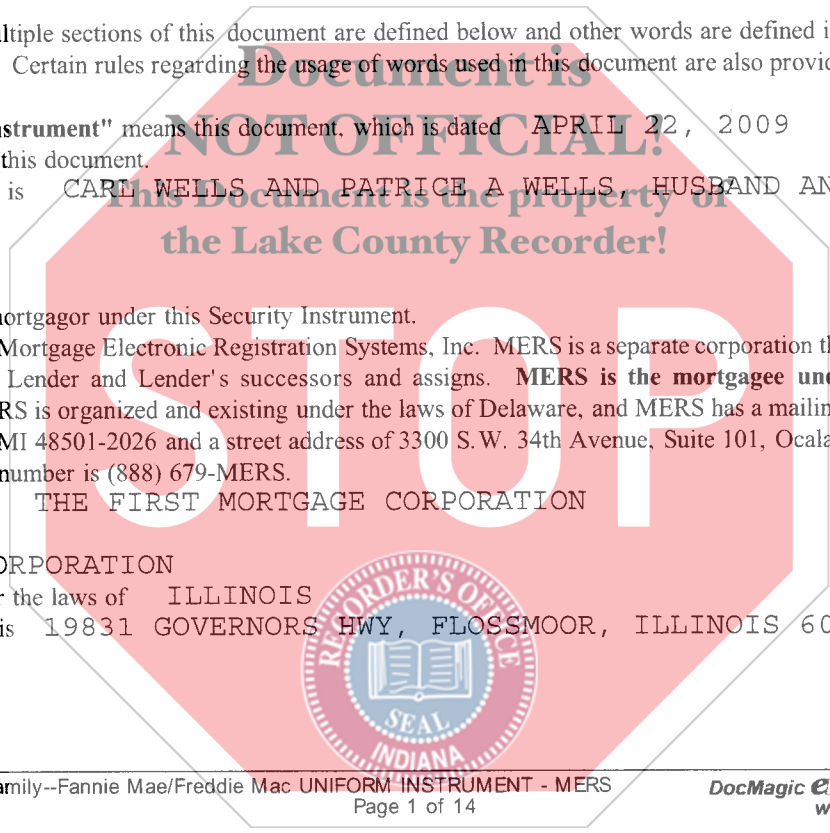 ltiple sections of this document are defined below and other words are defined i
Certain rules regarding the usage of words used in this document are also provid
Document is
nstrument" means this document, which is dated APRIL 22, 2009
NOT OFFICIAL!
this document.
is CARL WELLS AND PATRICE A WELLS, HUSBAND AN
This Document is the property of
the Lake County Recorder!
ortgagor under this Security Instrument.
Mortgage Electronic Registration Systems, Inc. MERS is a separate corporation th
Lender and Lender's successors and assigns. MERS is the mortgagee und
RS is organized and existing under the laws of Delaware, and MERS has a mailin
MI 48501-2026 and a street address of 3300 S.W. 34th Avenue, Suite 101, Ocala
number is (888) 679-MERS.
STOP
THE FIRST MORTGAGE CORPORATION
ORPORATION
r the laws of ILLINOIS
is 19831 GOVERNORS HWY, FLOSSMOOR, ILLINOIS 60
RECORDER'S OFFICE
SEAL
INDIANA
amily--Fannie Mae/Freddie Mac UNIFORM INSTRUMENT - MERS
Page 1 of 14
DocMagic
w